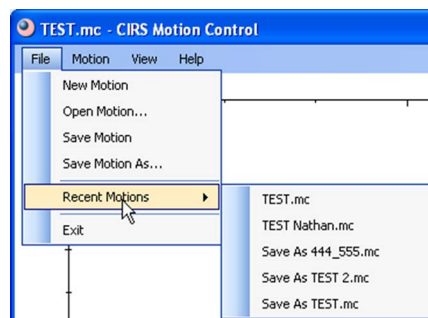 TEST.mc - CIRS Motion Control
File Motion View Help
New Motion
Open Motion...
Save Motion
Save Motion As...
Recent Motions
TEST.mc
TEST Nathan.mc
Exit
Save As 444_555.mc
Save As TEST 2.mc
Save As TEST.mc